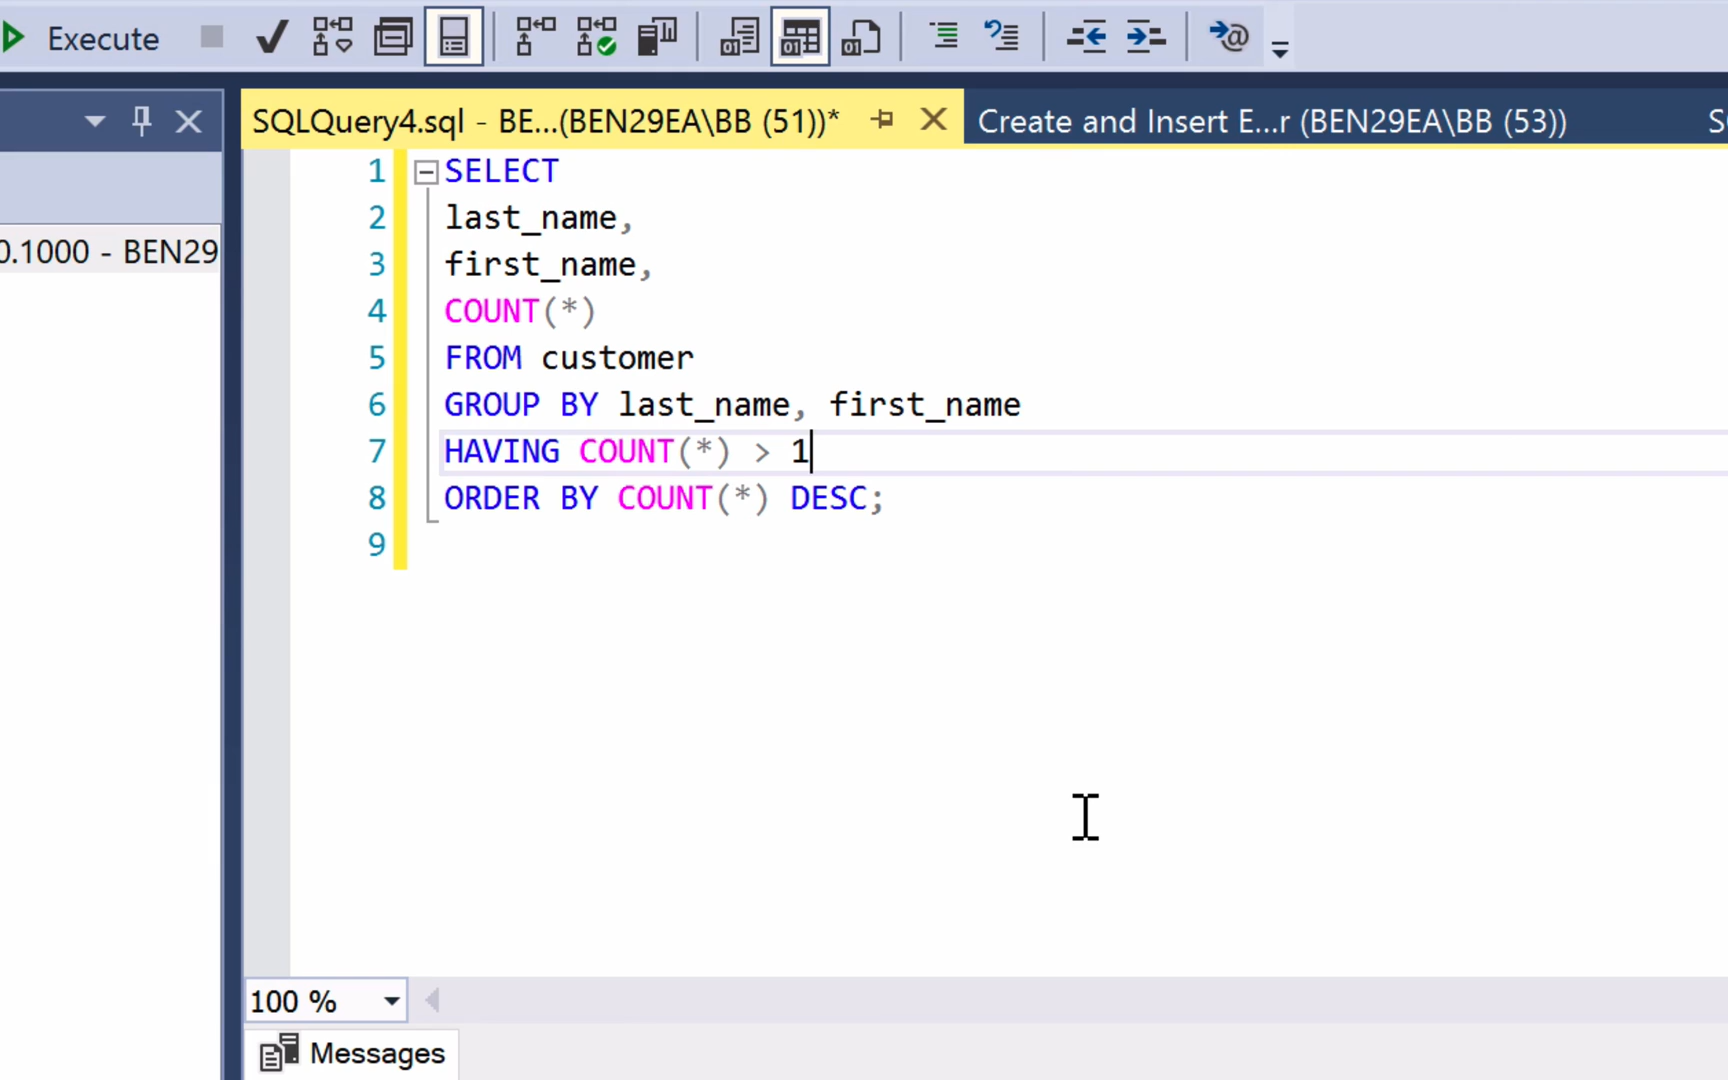 Execute
SQLQuery4.sql - BE...(BEN29EA\BB (51))*
Create and Insert E...r (BEN29EA\BB (53))
0.1000 - BEN29
1 SELECT
2 last_name,
3 first_name,
4 COUNT(*)
5 FROM customer
6 GROUP BY last_name, first_name
7 HAVING COUNT(*) > 1
8 ORDER BY COUNT(*) DESC;
9
100 %
Messages